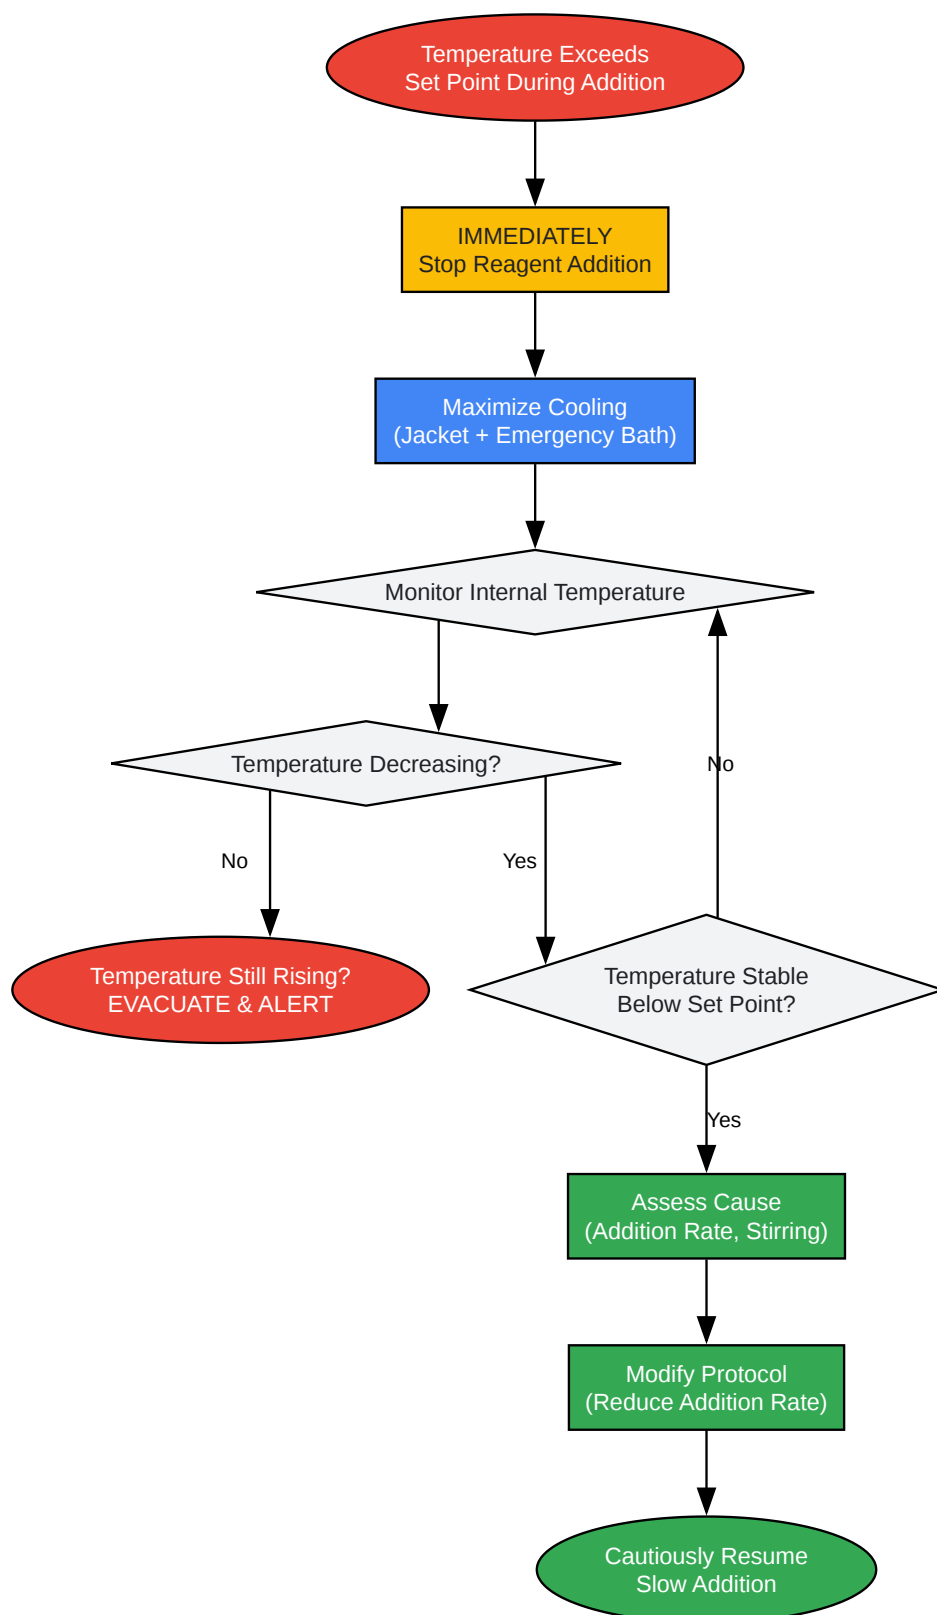 Temperature Exceeds
Set Point During Addition
IMMEDIATELY
Stop Reagent Addition
Maximize Cooling
(Jacket + Emergency Bath)
Monitor Internal Temperature
Temperature Decreasing?
No
No
Yes
Temperature Still Rising?
EVACUATE & ALERT
Temperature Stable
Below Set Point?
Yes
Assess Cause
(Addition Rate, Stirring)
Modify Protocol
(Reduce Addition Rate)
Cautiously Resume
Slow Addition